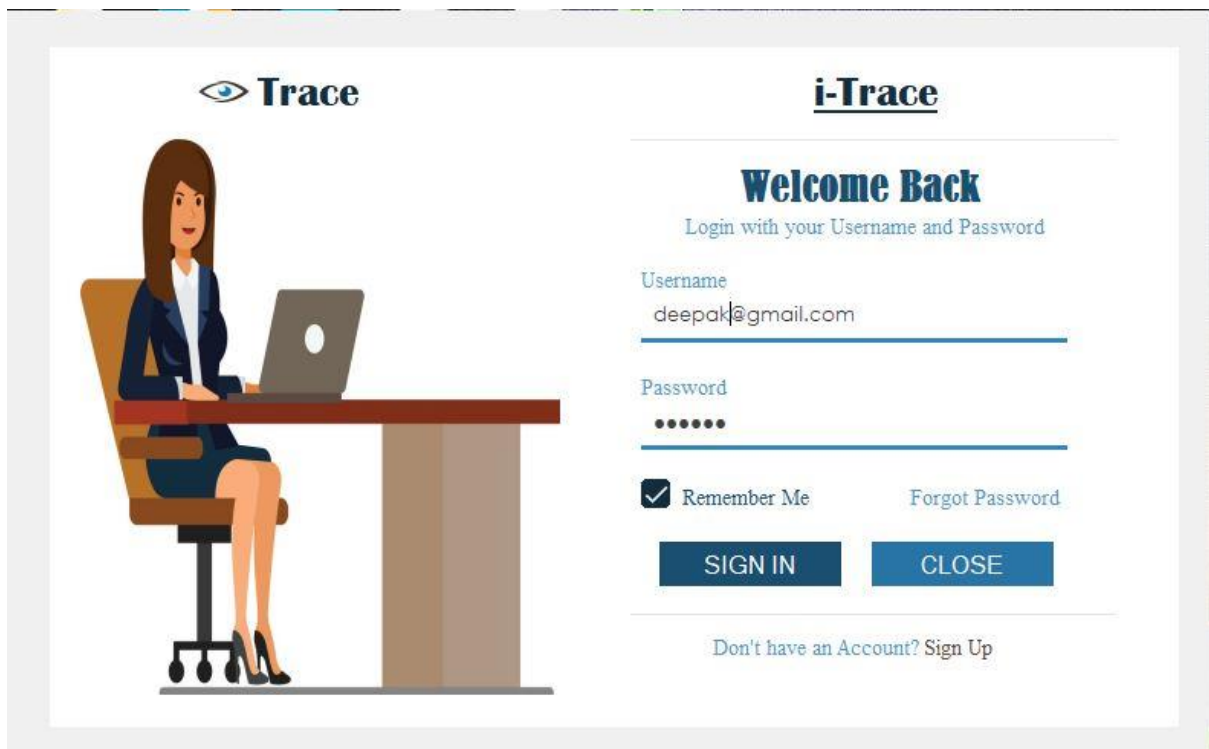 Trace
i-Trace
Welcome Back
Login with your Username and Password
Username
deepak@gmail.com
Password
••••••
Remember Me
Forgot Password
SIGN IN
CLOSE
Don't have an Account? Sign Up